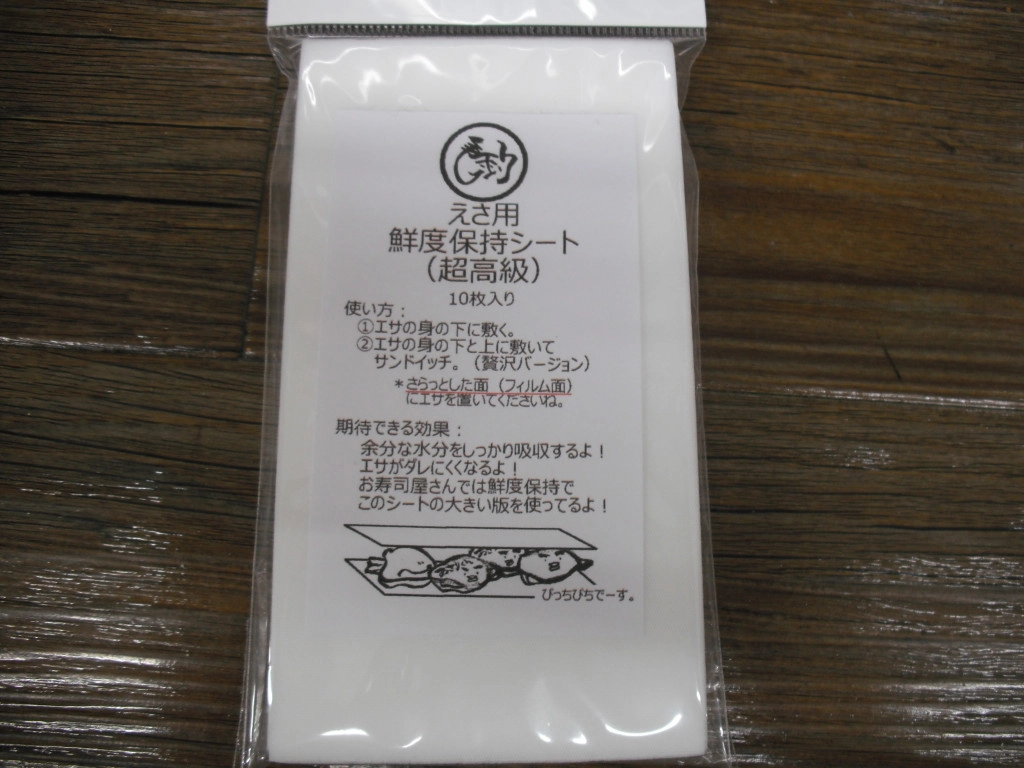 えさ用
鮮度保持シート
(超高級)
10枚入り
使い方：
①エサの身の下に敷く。
②エサの身の下と上に敷いて
サンドイッチ。(贅沢バージョン)
＊さらっとした面(フィルム面)
にエサを置いてくださいね。
期待できる効果：
余分な水分をしっかり吸収するよ！
エサがダレにくくなるよ！
お寿司屋さんでは鮮度保持で
このシートの大きい版を使ってるよ！
ぴっちぴちでーす。